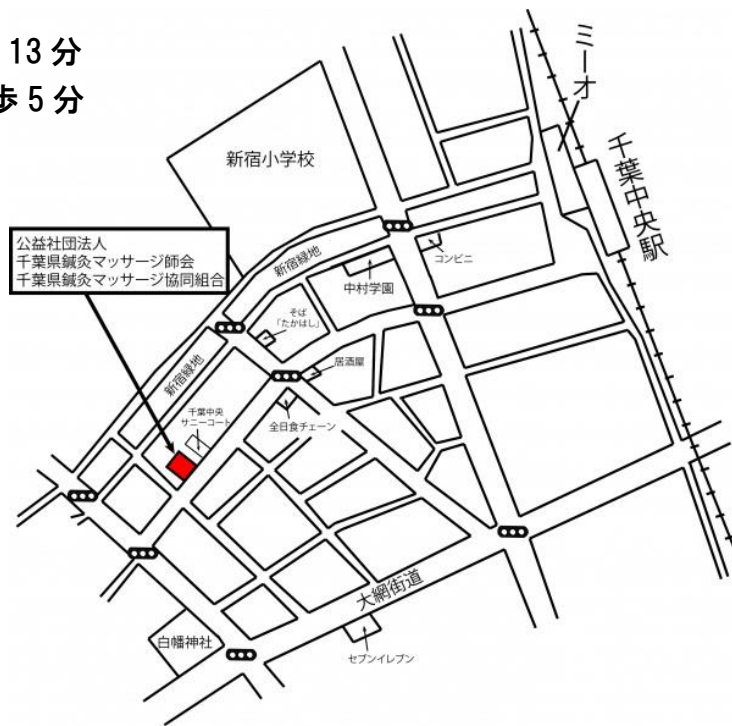 13分
歩5分
ミーオ
千葉中央駅
新宿小学校
公益社団法人
千葉県鍼灸マッサージ師会
千葉県鍼灸マッサージ協同組合
新宿緑地
コンビニ
中村学園
そば
「たかはし」
居酒屋
新宿緑地
千葉中央
サニーコート
全日食チェーン
大網街道
白幡神社
セブンイレブン